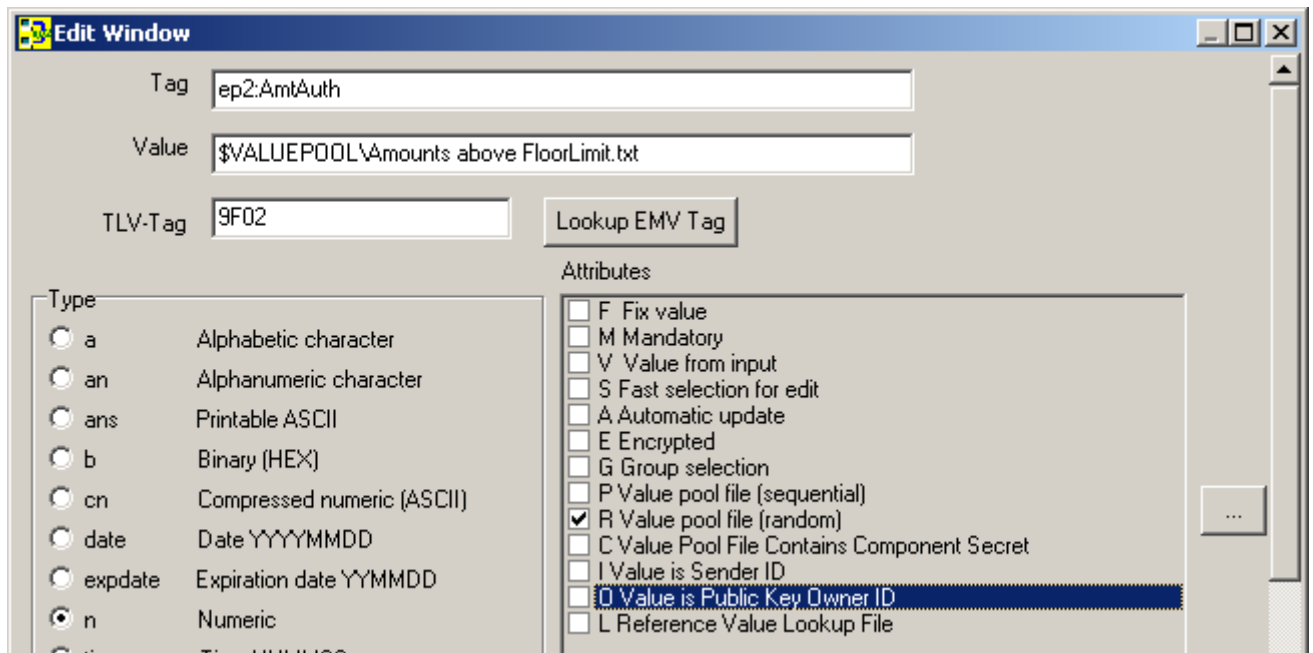 Edit Window
Tag ep2:AmtAuth
Value $VALUEPOOL\Amounts above FloorLimit.txt
TLV-Tag 9F02 Lookup EMV Tag
Attributes
Type
a Alphabetic character
an Alphanumeric character
ans Printable ASCII
b Binary (HEX)
cn Compressed numeric (ASCII)
date Date YYYYMMDD
expdate Expiration date YYMMDD
n Numeric
F Fix value
M Mandatory
V Value from input
S Fast selection for edit
A Automatic update
E Encrypted
G Group selection
P Value pool file (sequential)
R Value pool file (random)
C Value Pool File Contains Component Secret
I Value is Sender ID
O Value is Public Key Owner ID
L Reference Value Lookup File
...